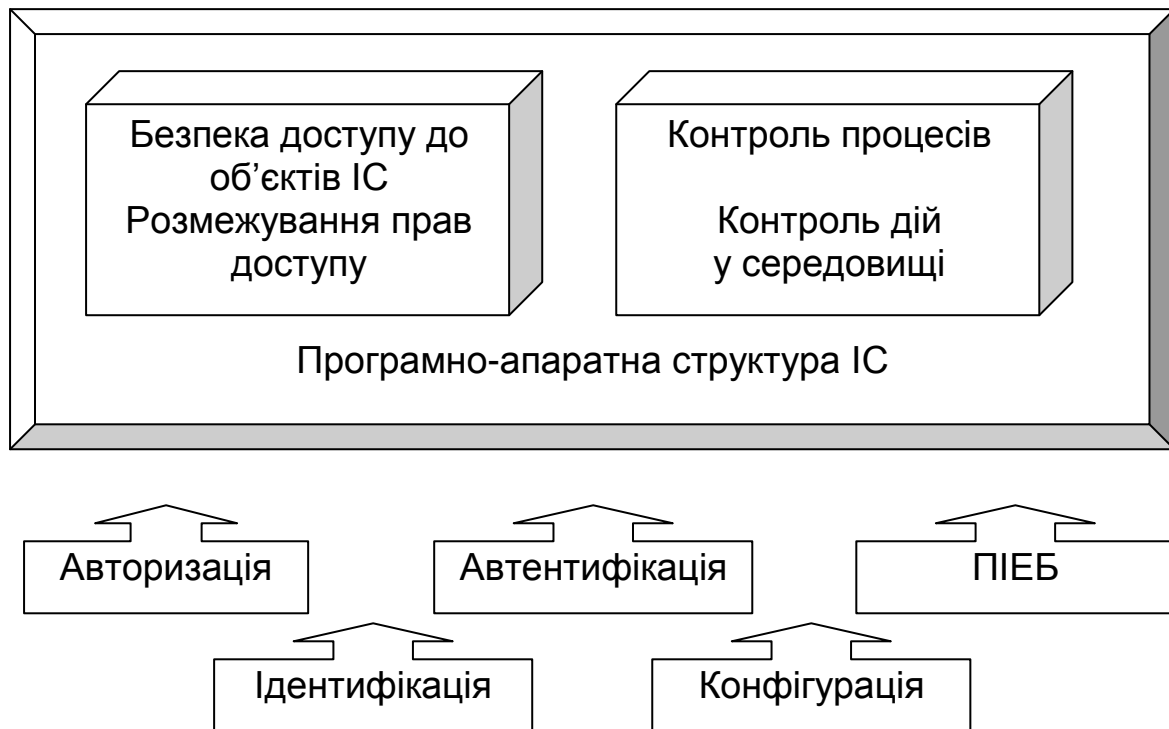 Безпека доступу до
об’єктів ІС
Розмежування прав
доступу
Контроль процесів
Контроль дій
у середовищі
Програмно-апаратна структура ІС
Авторизація
Автентифікація
ПІЕБ
Ідентифікація
Конфігурація